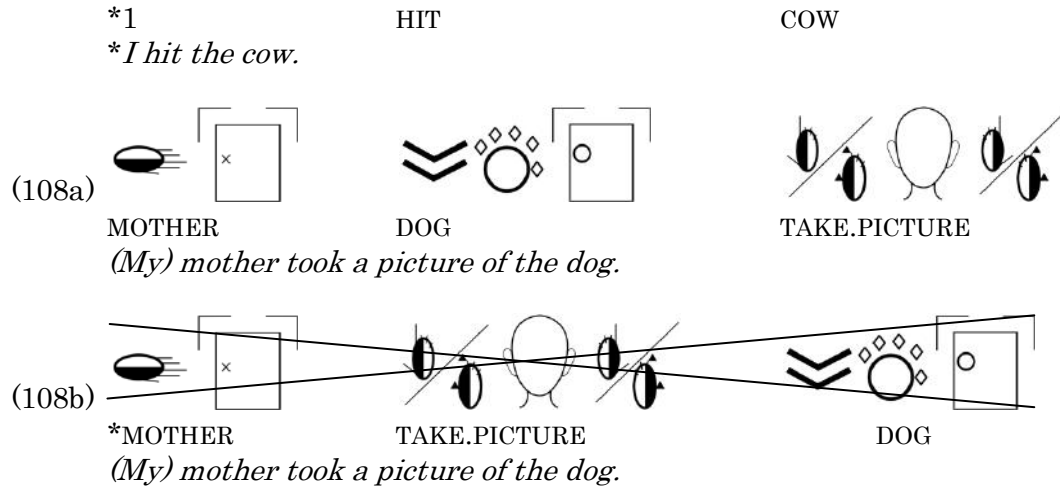 *1 HIT COW
*I hit the cow.
(108a)
MOTHER DOG TAKE.PICTURE
(My) mother took a picture of the dog.
(108b)
*MOTHER TAKE.PICTURE DOG
(My) mother took a picture of the dog.